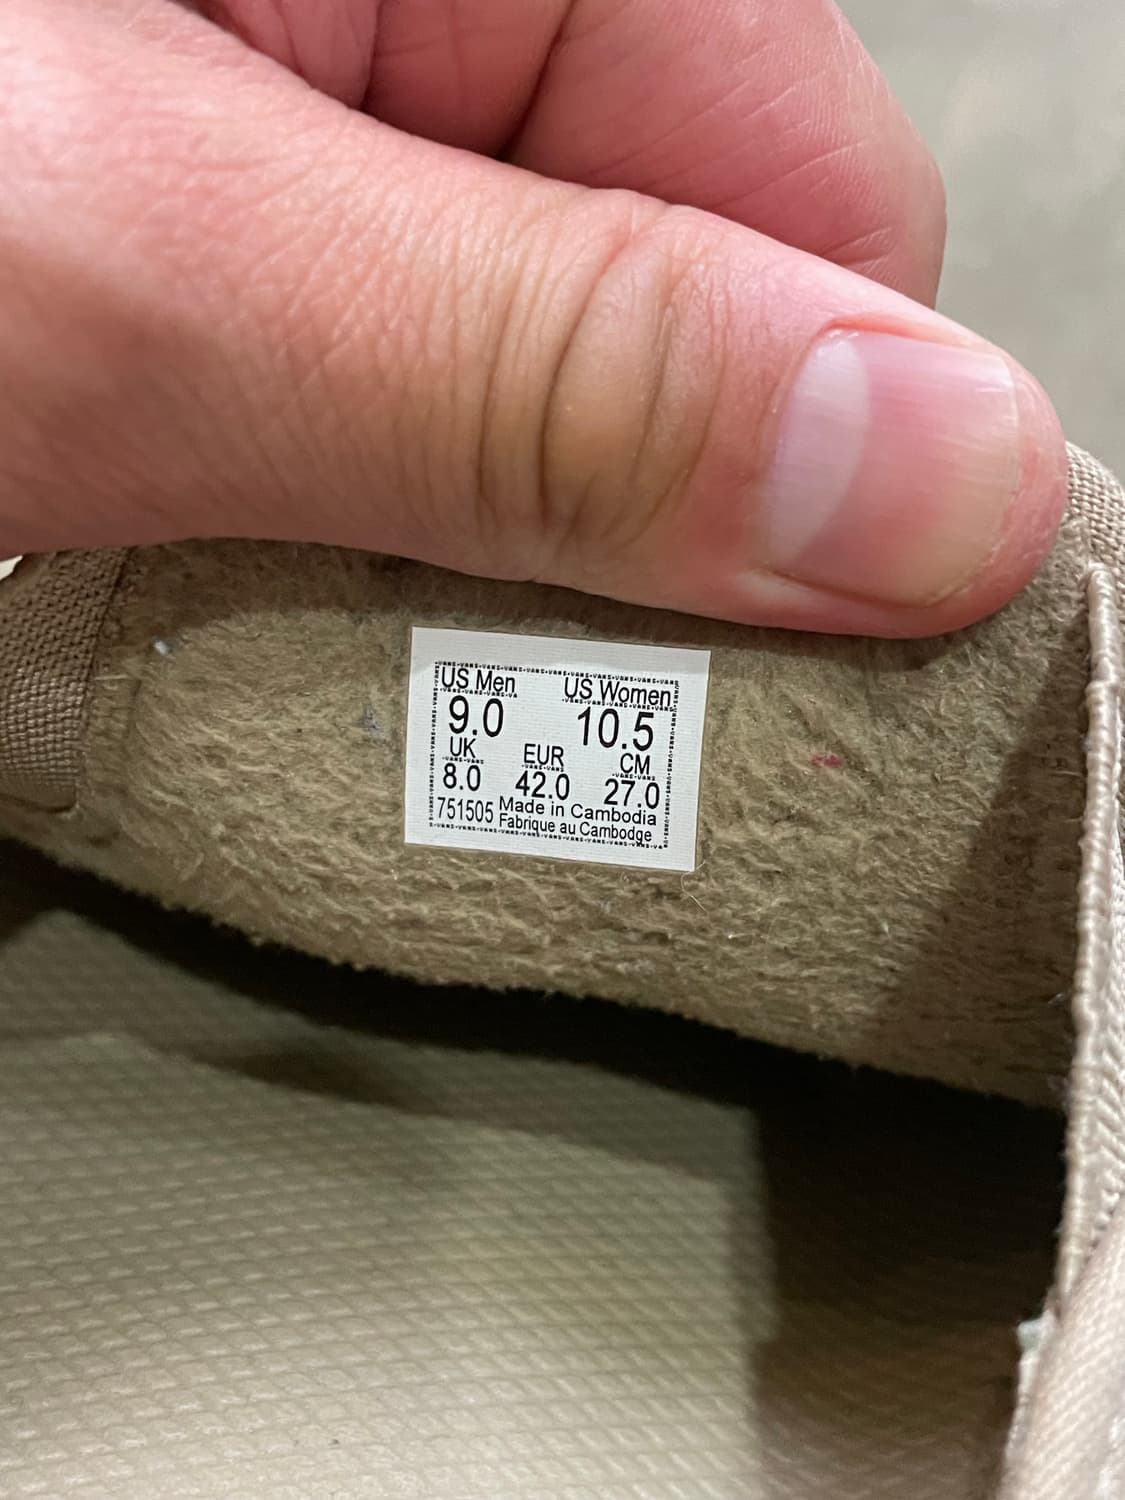 US Men US Women
9.0 10.5
UK EUR CM
8.0 42.0 27.0
751505 Made in Cambodia
Fabrique au Cambodge